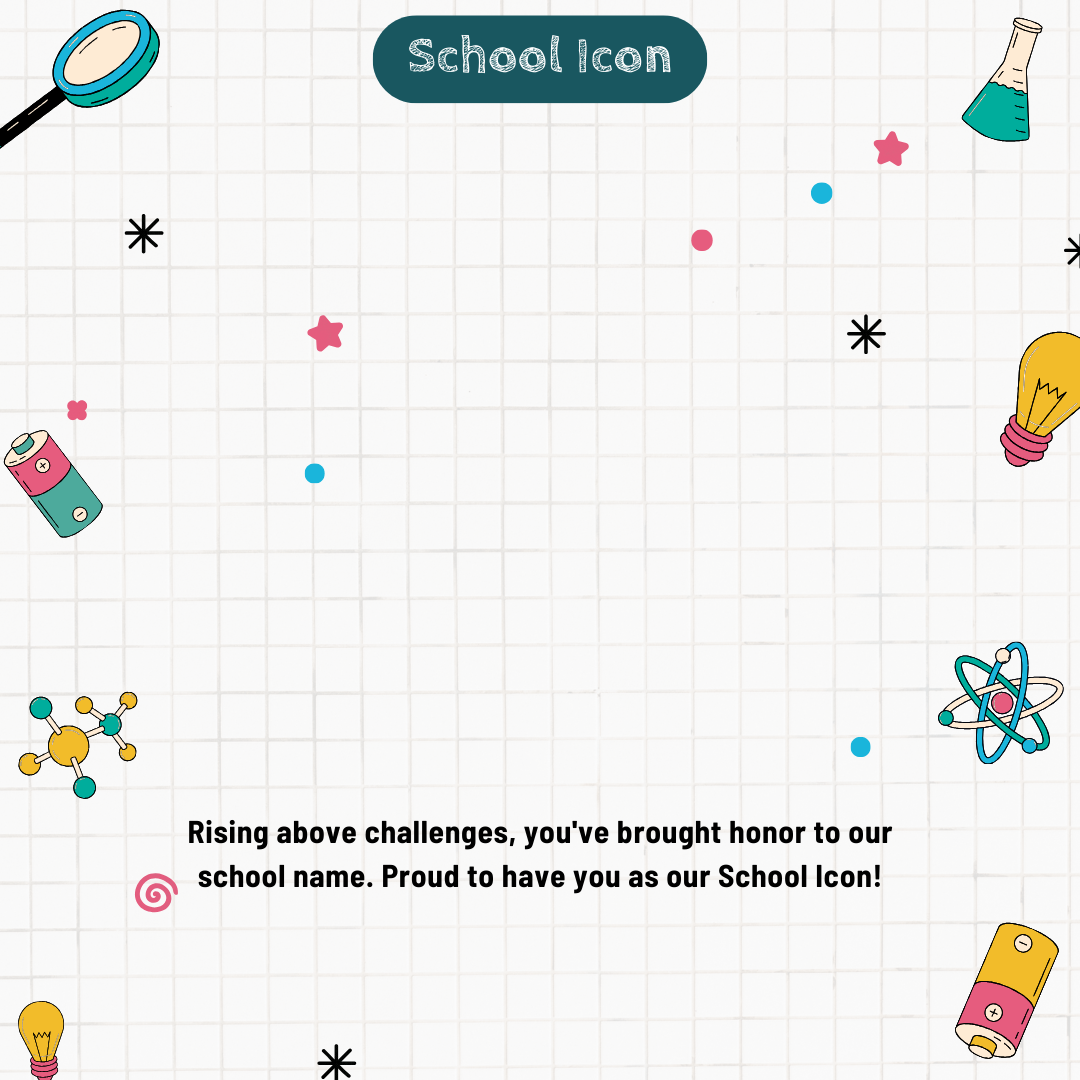 School Icon
Rising above challenges, you've brought honor to our
school name. Proud to have you as our School Icon!